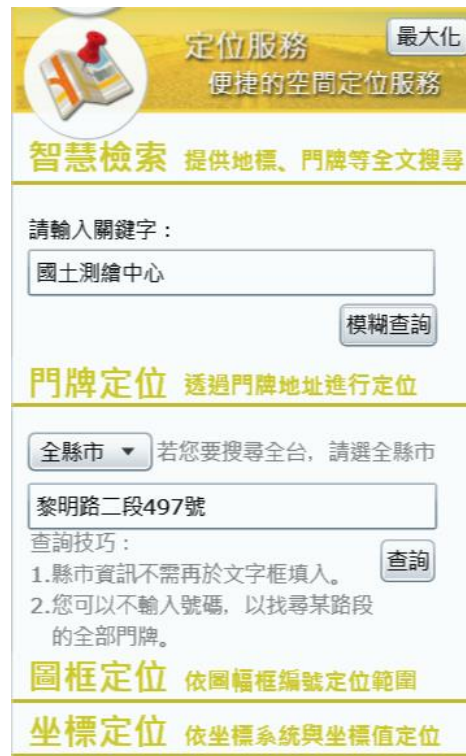 定位服務
最大化
便捷的空間定位服務
智慧檢索 提供地標、門牌等全文搜尋
請輸入關鍵字：
國土測繪中心
模糊查詢
門牌定位 透過門牌地址進行定位
全縣市 ▼ 若您要搜尋全台，請選全縣市
黎明路二段497號
查詢技巧：
1.縣市資訊不需再於文字框填入。
查詢
2.您可以不輸入號碼，以找尋某路段
的全部門牌。
圖框定位 依圖幅框編號定位範圍
坐標定位 依坐標系統與坐標值定位